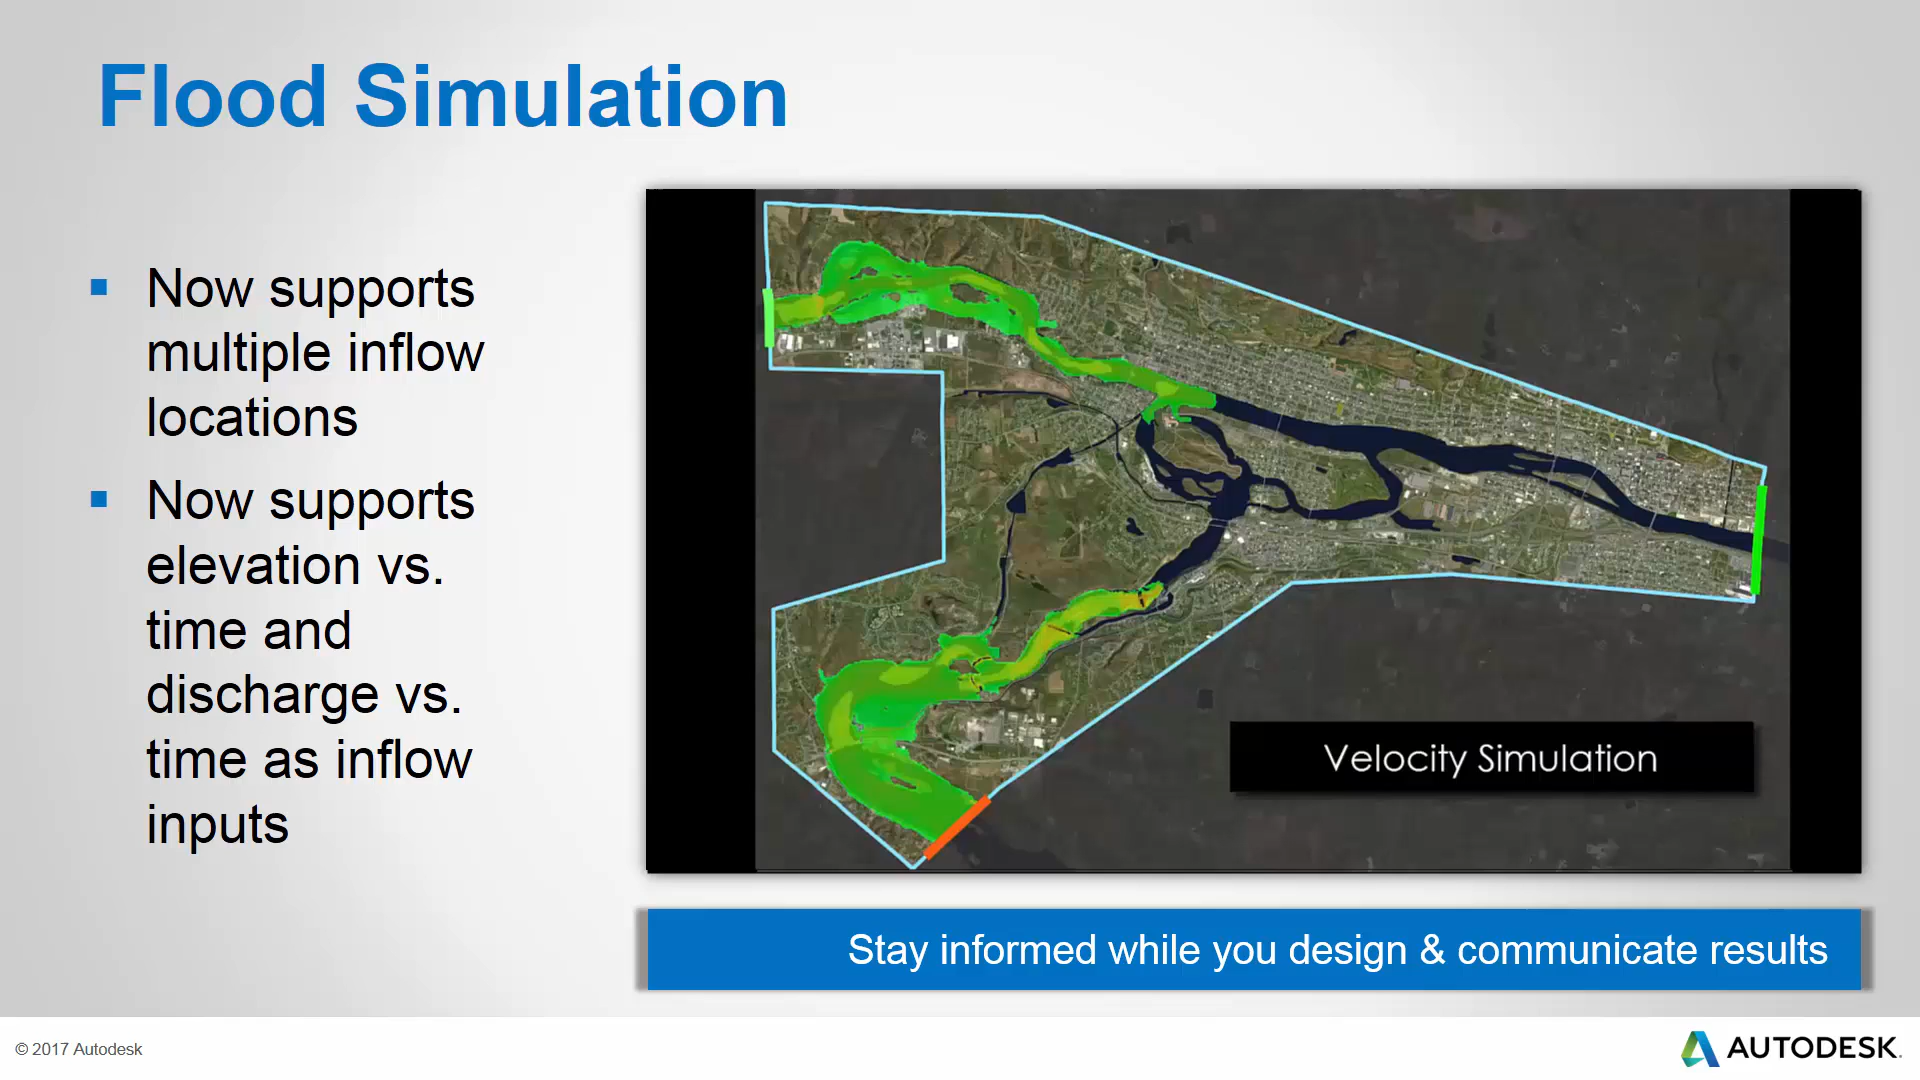 Flood Simulation
▪ Now supports
multiple inflow
locations
▪ Now supports
elevation vs.
time and
discharge vs.
time as inflow
inputs
Velocity Simulation
Stay informed while you design & communicate results
© 2017 Autodesk
AUTODESK.